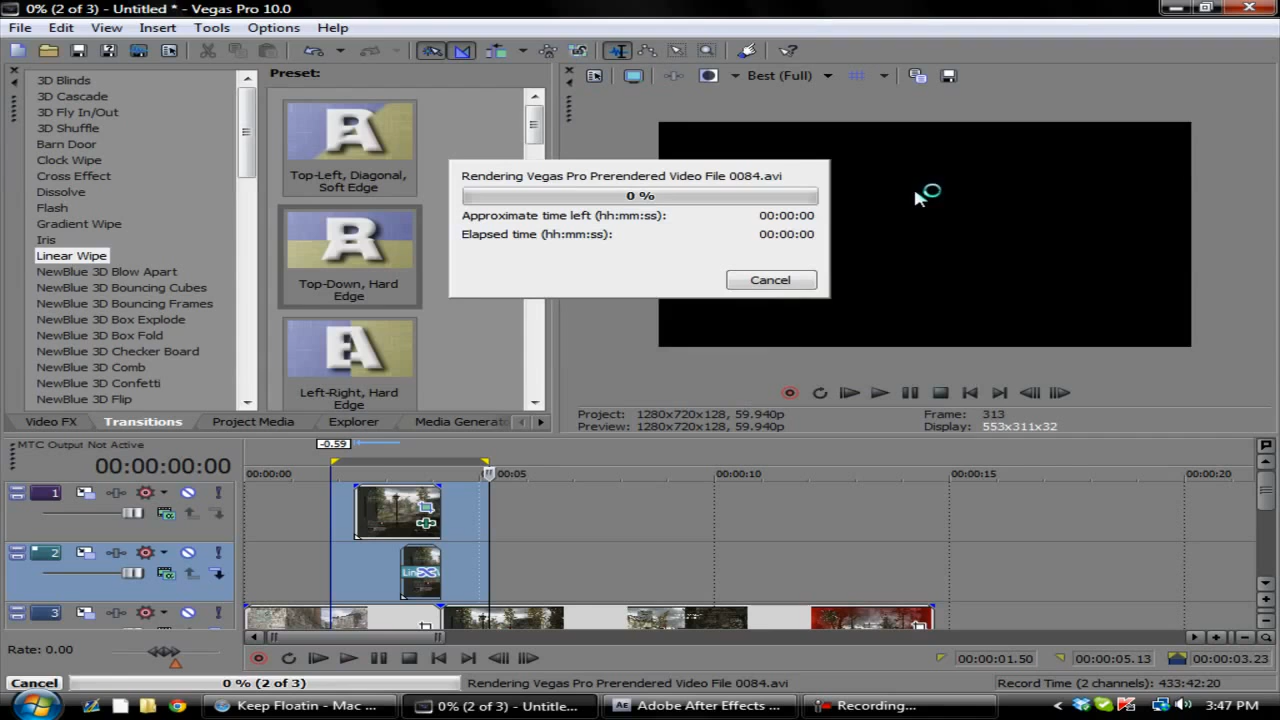 0% (2 of 3) - Untitled * - Vegas Pro 10.0
File Edit View Insert Tools Options Help
3D Blinds
3D Cascade
3D Fly In/Out
3D Shuffle
Barn Door
Clock Wipe
Cross Effect
Dissolve
Flash
Gradient Wipe
Iris
Linear Wipe
NewBlue 3D Blow Apart
NewBlue 3D Bouncing Cubes
NewBlue 3D Bouncing Frames
NewBlue 3D Box Explode
NewBlue 3D Box Fold
NewBlue 3D Checker Board
NewBlue 3D Comb
NewBlue 3D Confetti
NewBlue 3D Flip
Preset:
Top-Left, Diagonal,
Soft Edge
Top-Down, Hard
Edge
Left-Right, Hard
Edge
Best (Full)
Rendering Vegas Pro Prerendered Video File 0084.avi
0 %
Approximate time left (hh:mm:ss): 00:00:00
Elapsed time (hh:mm:ss): 00:00:00
Cancel
Project: 1280x720x128, 59.940p Frame: 313
Preview: 1280x720x128, 59.940p Display: 553x311x32
Video FX Transitions Project Media Explorer Media Generato
MTC Output Not Active
00:00:00:00
-0.59
00:00:00 00:00:05 00:00:10 00:00:15 00:00:20
1
2
3
Rate: 0.00
00:00:01.50 00:00:05.13 00:00:03.23
Cancel 0 % (2 of 3) Rendering Vegas Pro Prerendered Video File 0084.avi Record Time (2 channels): 433:42:20
Keep Floatin - Mac ... 0% (2 of 3) - Untitle... Adobe After Effects ... Recording... 3:47 PM